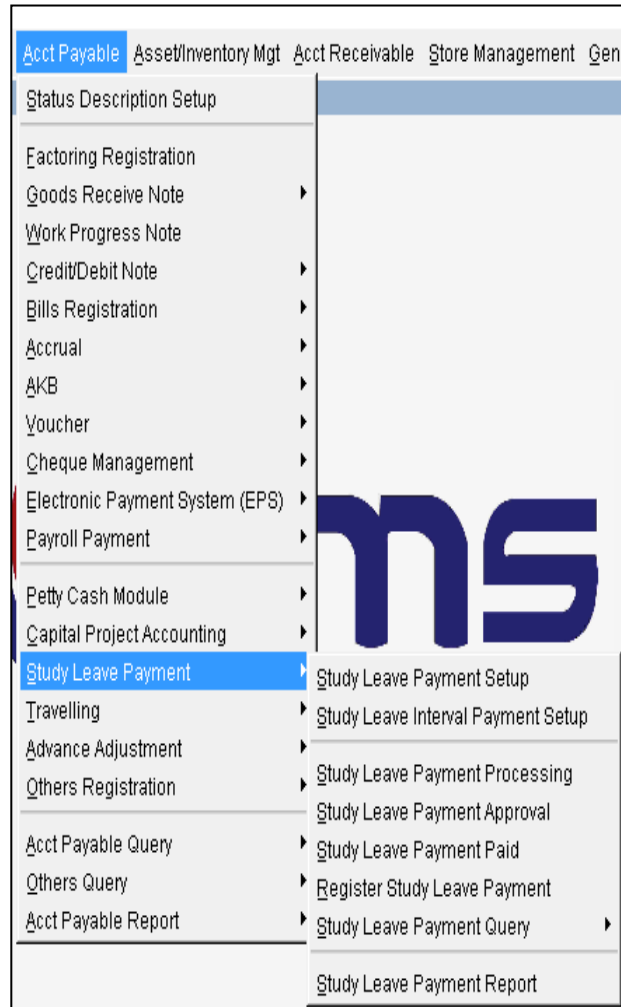 Acct Payable Asset/Inventory Mgt Acct Receivable Store Management Gen
Status Description Setup
Factoring Registration
Goods Receive Note
Work Progress Note
Credit/Debit Note
Bills Registration
Accrual
AKB
Voucher
Cheque Management
Electronic Payment System (EPS)
Payroll Payment
Petty Cash Module
Capital Project Accounting
Study Leave Payment
Travelling
Advance Adjustment
Others Registration
Acct Payable Query
Others Query
Acct Payable Report
Study Leave Payment Setup
Study Leave Interval Payment Setup
Study Leave Payment Processing
Study Leave Payment Approval
Study Leave Payment Paid
Register Study Leave Payment
Study Leave Payment Query
Study Leave Payment Report
ms